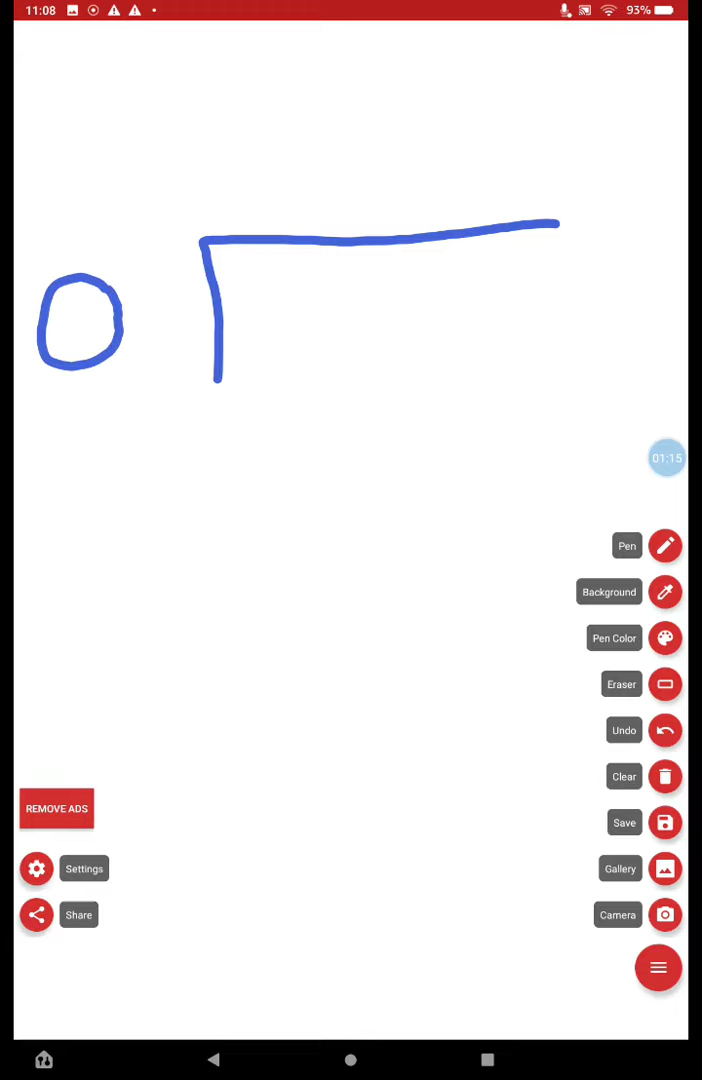 11:08 93%
0
01:15
Pen
Background
Pen Color
Eraser
Undo
Clear
REMOVE ADS
Save
Settings
Gallery
Share
Camera